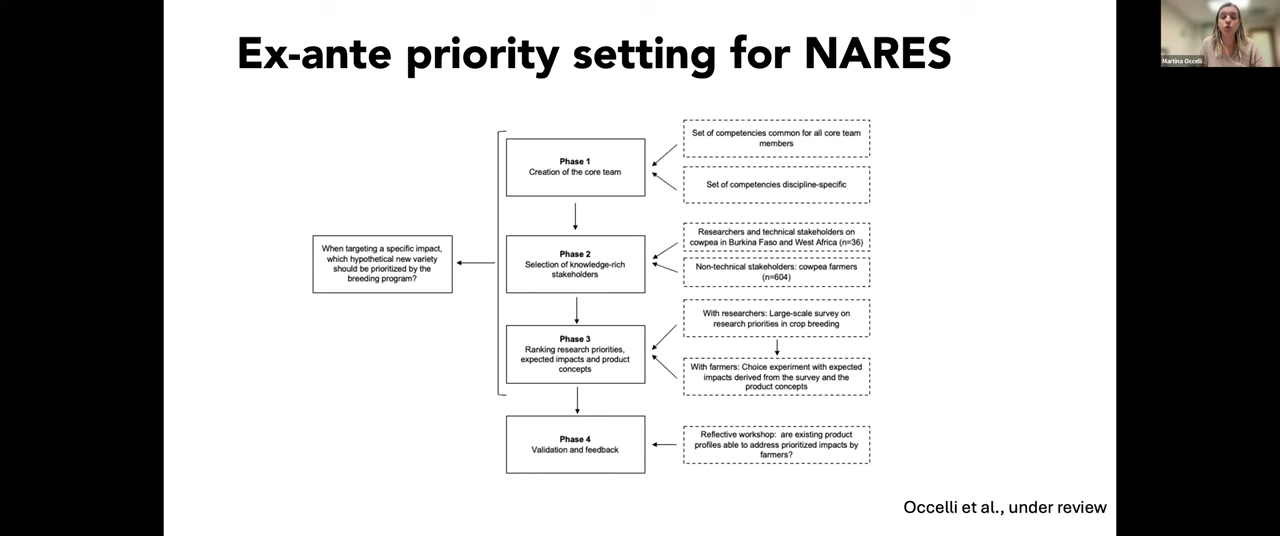 Ex-ante priority setting for NARES
Martina Occelli
Set of competencies common for all core team
members
Phase 1
Creation of the core team
Set of competencies discipline-specific
Researchers and technical stakeholders on
cowpea in Burkina Faso and West Africa (n=36)
When targeting a specific impact,
which hypothetical new variety
should be prioritized by the
breeding program?
Phase 2
Selection of knowledge-rich
stakeholders
Non-technical stakeholders: cowpea farmers
(n=604)
With researchers: Large-scale survey on
research priorities in crop breeding
Phase 3
Ranking research priorities,
expected impacts and product
concepts
With farmers: Choice experiment with expected
impacts derived from the survey and the
product concepts
Phase 4
Validation and feedback
Reflective workshop: are existing product
profiles able to address prioritized impacts by
farmers?
Occelli et al., under review